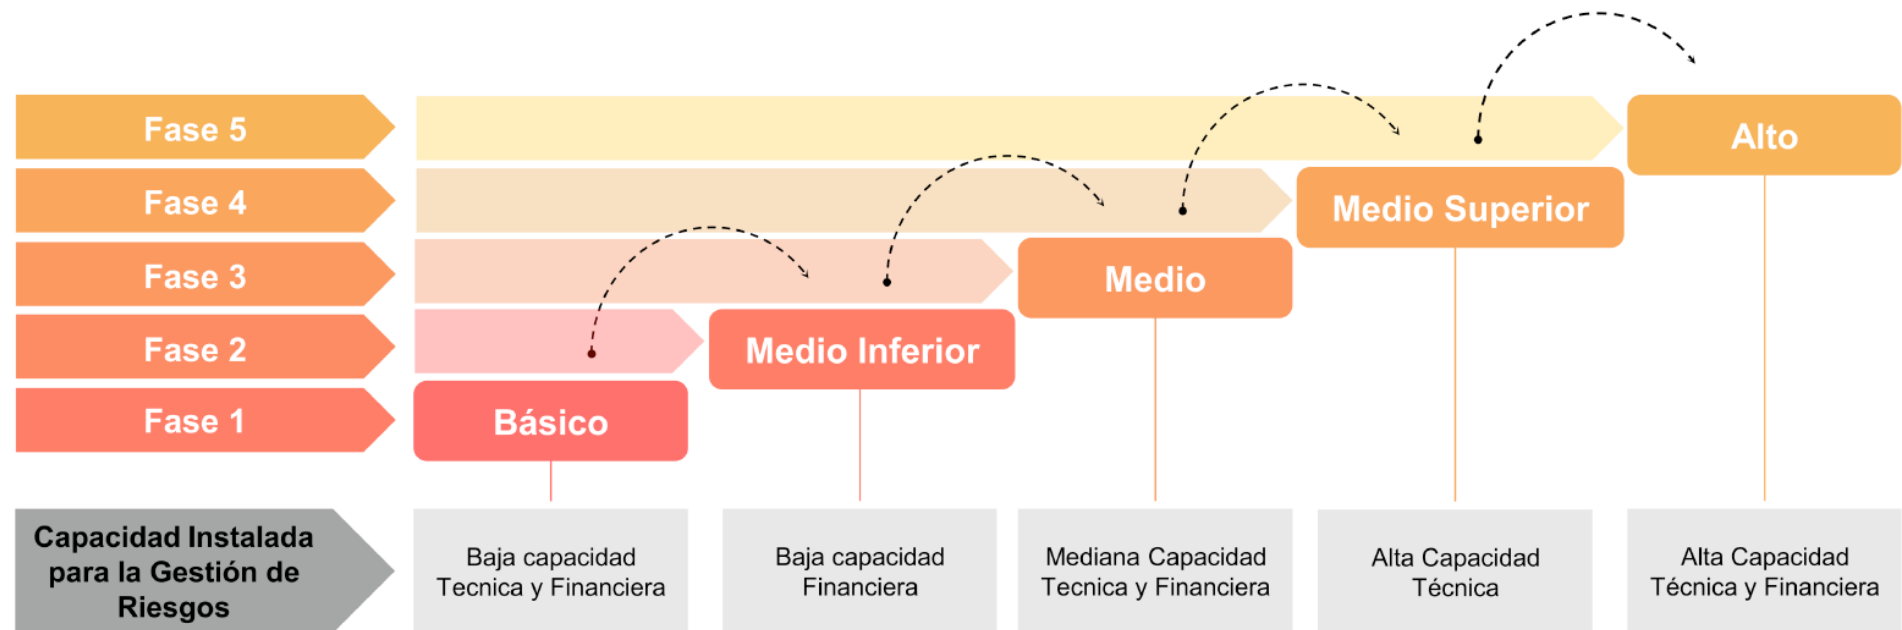 Fase 5
Alto
Fase 4
Medio Superior
Fase 3
Medio
Fase 2
Medio Inferior
Fase 1
Básico
Capacidad Instalada
para la Gestión de
Riesgos
Baja capacidad
Tecnica y Financiera
Baja capacidad
Financiera
Mediana Capacidad
Tecnica y Financiera
Alta Capacidad
Técnica
Alta Capacidad
Técnica y Financiera